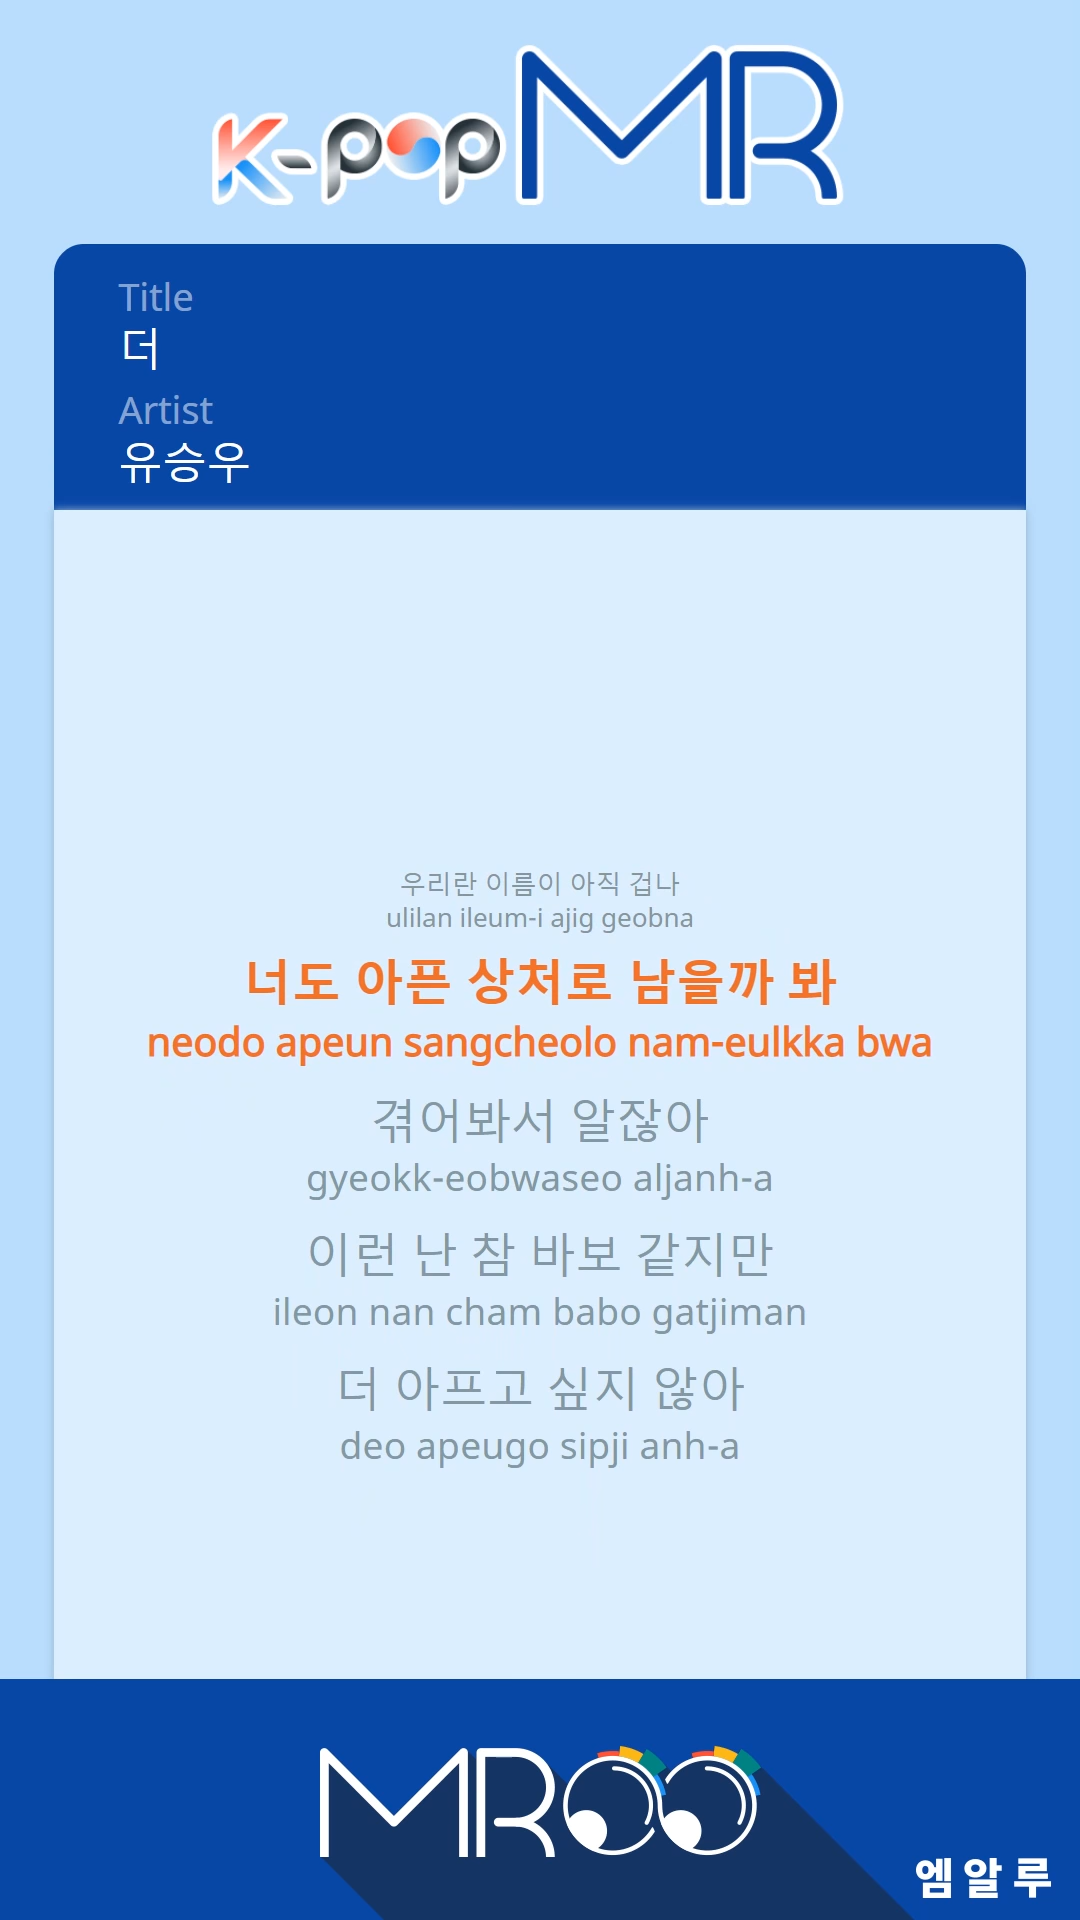 K-pop MR
Title
더
Artist
유승우
우리란 이름이 아직 겁나
ulilan ileum-i ajig geobna
너도 아픈 상처로 남을까 봐
neodo apeun sangcheolo nam-eulkka bwa
겪어봐서 알잖아
gyeokk-eobwaseo aljanh-a
이런 난 참 바보 같지만
ileon nan cham babo gatjiman
더 아프고 싶지 않아
deo apeugo sipji anh-a
MROO
엠알루